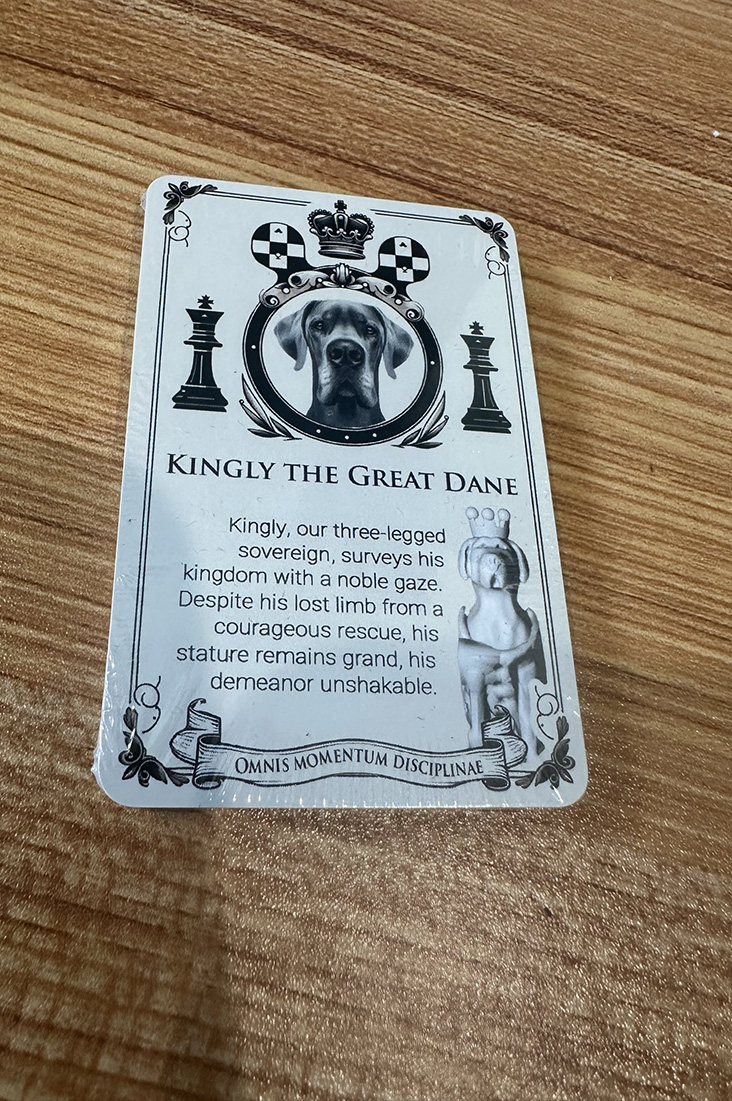 KINGLY THE GREAT DANE
Kingly, our three-legged
sovereign, surveys his
kingdom with a noble gaze.
Despite his lost limb from a
courageous rescue, his
stature remains grand, his
demeanor unshakable.
OMNIS MOMENTUM DISCIPLINAE